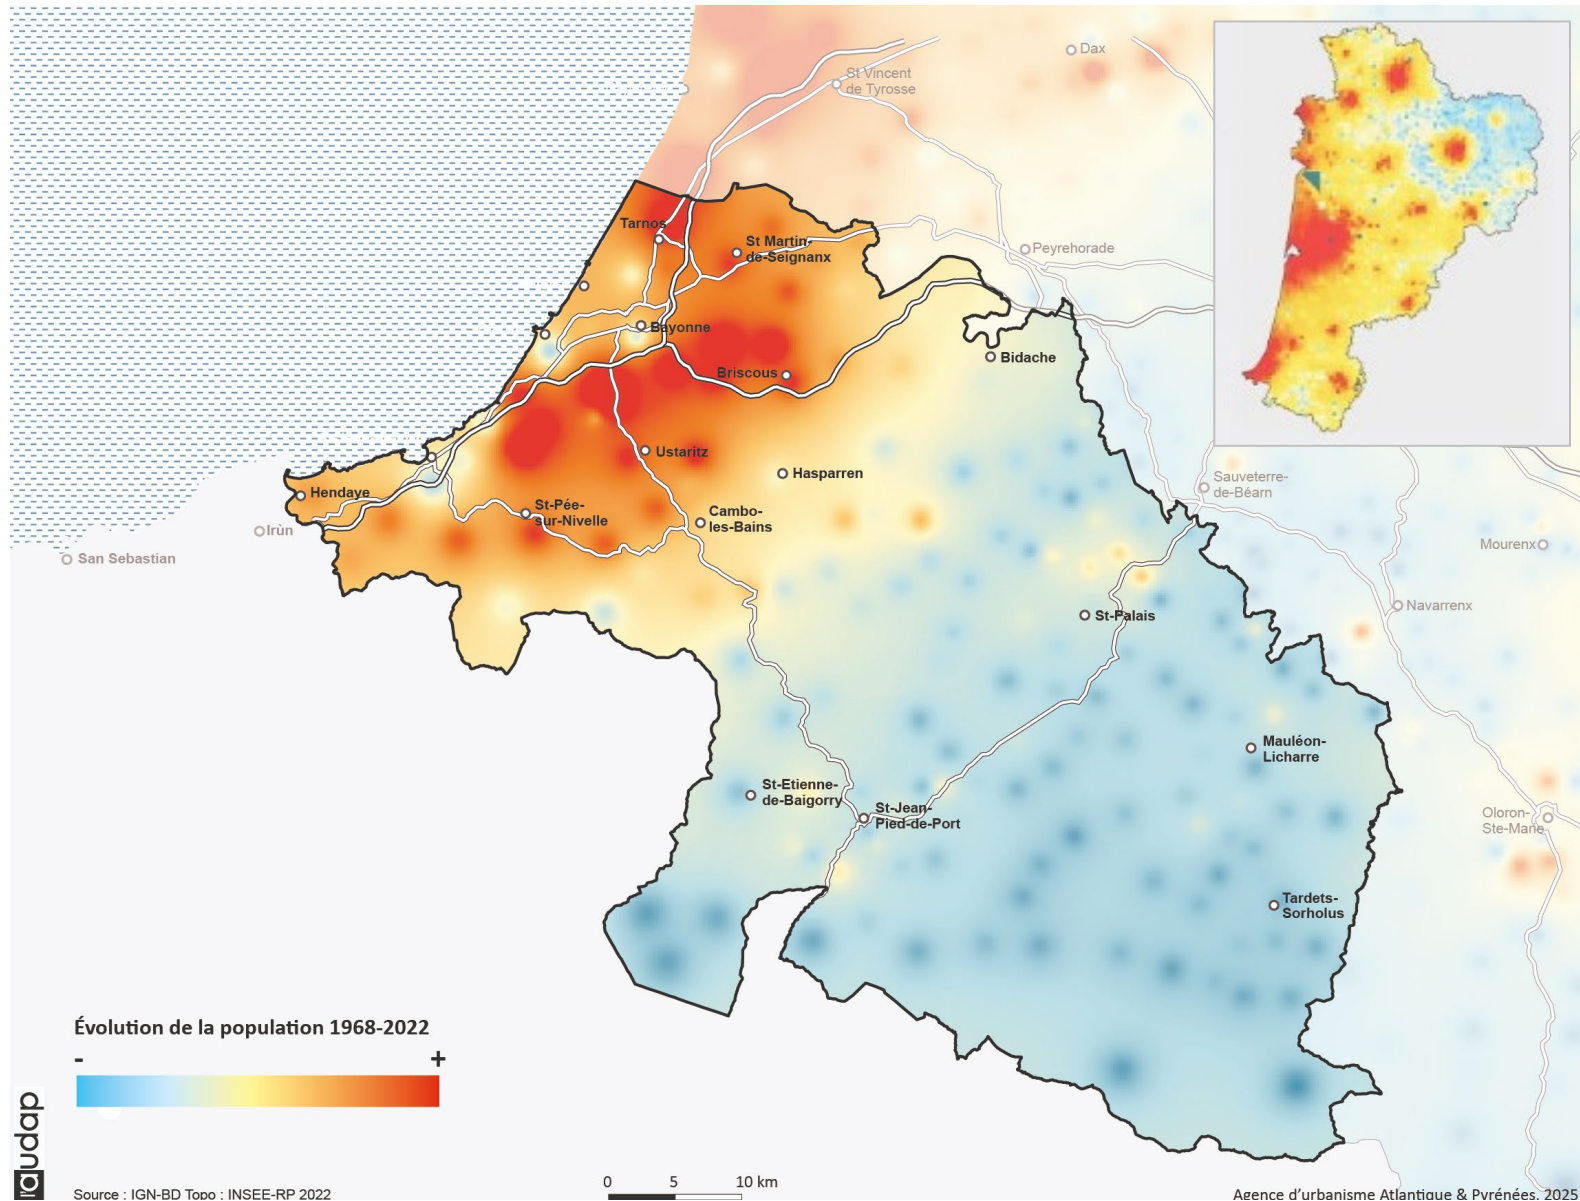 Dax
St Vincent
de Tyrosse
Tarnos
St Martin-
de-Seignanx
Peyrehorade
Bayonne
Bidache
Briscous
Ustaritz
Hasparren
Sauveterre-
de-Béarn
Hendaye
St-Pée-
sur-Nivelle
Cambo-
les-Bains
Irùn
San Sebastian
Mourenx
Navarrenx
St-Palais
Mauléon-
Licharre
St-Etienne-
de-Baigorry
St-Jean-
Pied-de-Port
Oloron-
Ste-Marie
Tardets-
Sorholus
Évolution de la population 1968-2022
- +
l'audap
0 5 10 km
Source : IGN-BD Topo ; INSEE-RP 2022
Agence d'urbanisme Atlantique & Pyrénées, 2025